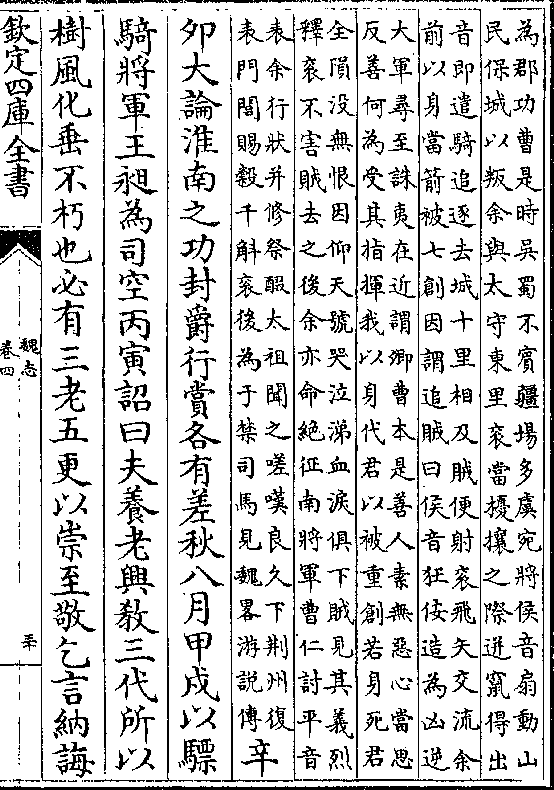 為郡功曹是時吳蜀不賔疆場多虞宛將侯音扇動山
民保城以叛余與太守東里衮當擾攘之際迸竄得出
音即遣騎追逐去城十里相及賊便射衮飛矢交流余
前以身當箭被七創因謂追賊曰侯音狂佞造為凶逆
大軍尋至誅夷在近謂卿曹本是善人素無惡心當思
反善何為受其指揮我以身代君以被重創若身死君
全隕没無恨因仰天號哭泣涕血淚俱下賊見其義烈
釋衮不害賊去之後余亦命絶征南將軍曹仁討平音
表余行狀并修祭醊太祖聞之嗟嘆良久下荆州復
表門閭賜穀千斛衮後為于禁司馬見魏畧游説傳
辛
夘大論淮南之功封爵行賞各有差秋八月甲戌以驃
騎將軍王昶為司空丙寅詔曰夫養老興教三代所以
樹風化垂不朽也必有三老五更以崇至敬乞言納誨
欽定四庫全書
魏志
卷四
三十